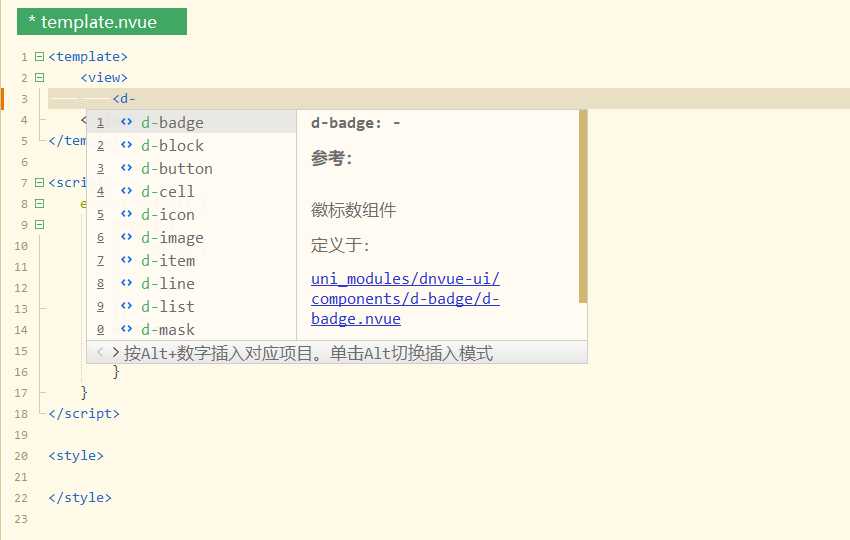 * template.nvue
1 <template>
2 <view>
3 <d-
4 <
5 </tem
6
7 <scri
8 e
9
10
11
12
13
14
15
16 }
17 }
18 </script>
19
20 <style>
21
22 </style>
23
1 <> d-badge
2 <> d-block
3 <> d-button
4 <> d-cell
5 <> d-icon
6 <> d-image
7 <> d-item
8 <> d-line
9 <> d-list
0 <> d-mask
d-badge: -
参考:
徽标数组件
定义于:
uni_modules/dnvue-ui/
components/d-badge/d-
badge.nvue
< > 按Alt+数字插入对应项目。单击Alt切换插入模式